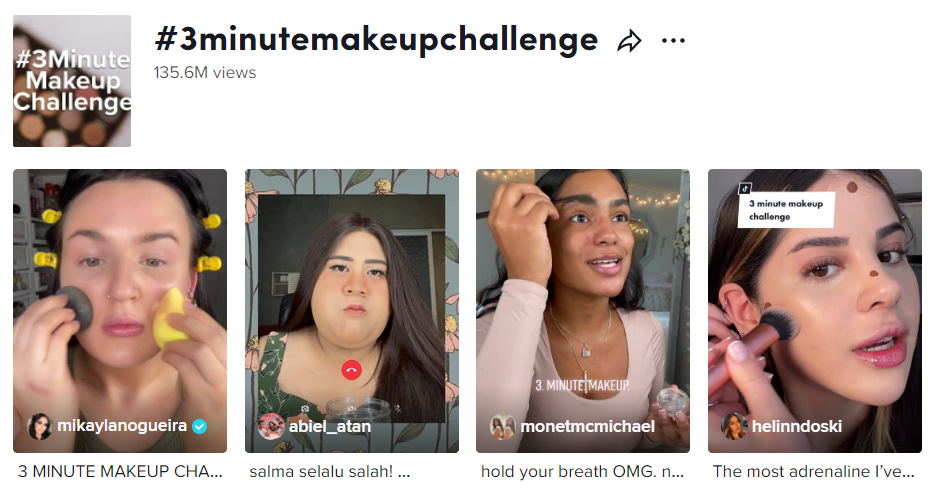 #3Minute
Makeup
Challenge
#3minutemakeupchallenge
135.6M views
mikaylanogueira
abiel_atan
3. MINUTE MAKEUP.
monetmcmichael
3 minute makeup
challenge
helinndoski
3 MINUTE MAKEUP CHA...
salma selalu salah! ...
hold your breath OMG. n...
The most adrenaline I've...